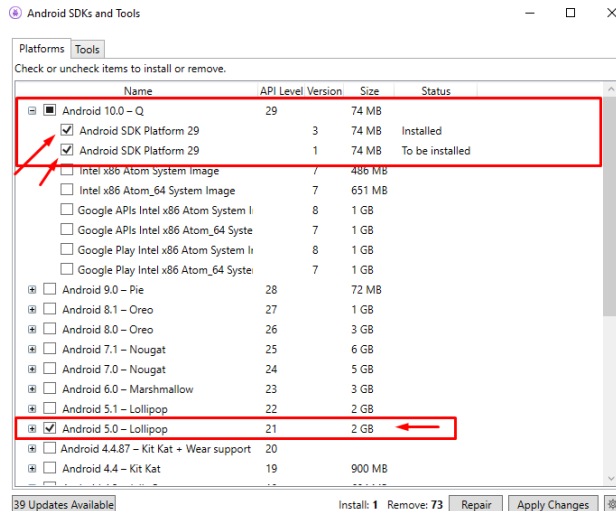 Android SDKs and Tools
Platforms Tools
Check or uncheck items to install or remove.
Name API Level Version Size Status
Android 10.0 – Q 29 74 MB
Android SDK Platform 29 3 74 MB Installed
Android SDK Platform 29 1 74 MB To be installed
Intel x86 Atom System Image 7 486 MB
Intel x86 Atom_64 System Image 7 651 MB
Google APIs Intel x86 Atom System I 8 1 GB
Google APIs Intel x86 Atom_64 Syste 7 1 GB
Google Play Intel x86 Atom System Ir 8 1 GB
Google Play Intel x86 Atom_64 Syste 7 1 GB
Android 9.0 – Pie 28 72 MB
Android 8.1 – Oreo 27 1 GB
Android 8.0 – Oreo 26 3 GB
Android 7.1 – Nougat 25 6 GB
Android 7.0 – Nougat 24 5 GB
Android 6.0 – Marshmallow 23 3 GB
Android 5.1 – Lollipop 22 2 GB
Android 5.0 – Lollipop 21 2 GB
Android 4.4.87 – Kit Kat + Wear support 20
Android 4.4 – Kit Kat 19 900 MB
39 Updates Available Install: 1 Remove: 73 Repair Apply Changes